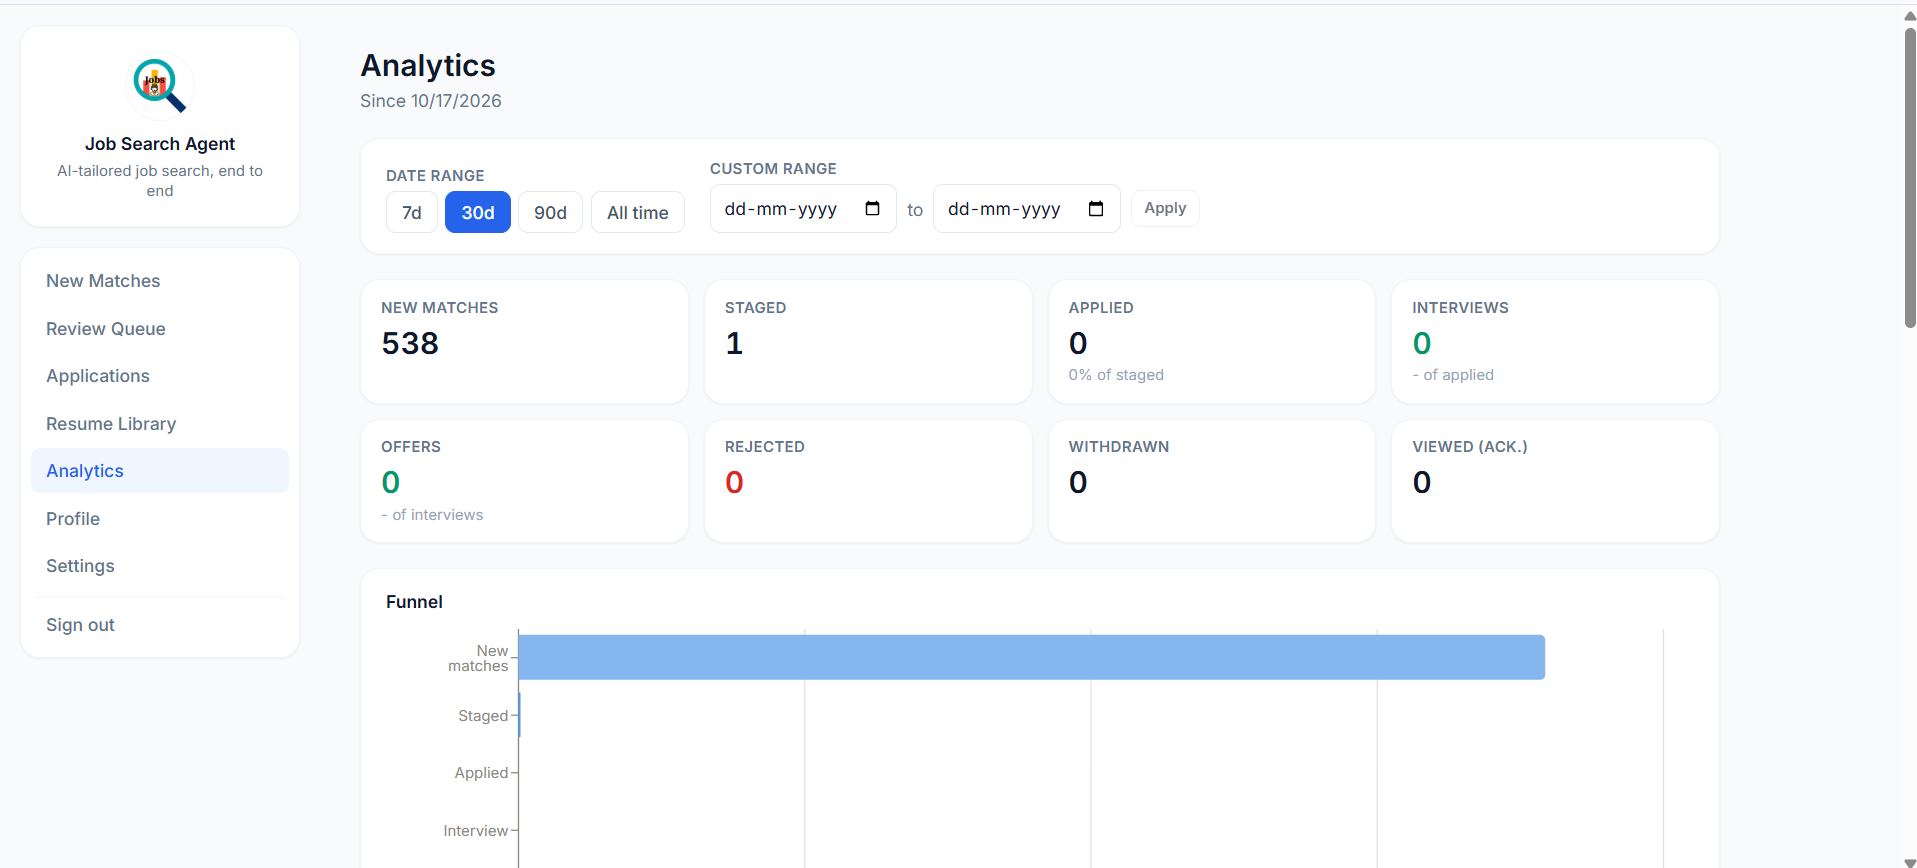 Jobs
Job Search Agent
AI-tailored job search, end to
end
New Matches
Review Queue
Applications
Resume Library
Analytics
Profile
Settings
Sign out
Analytics
Since 10/17/2026
DATE RANGE
7d
30d
90d
All time
CUSTOM RANGE
dd-mm-yyyy
to
dd-mm-yyyy
Apply
NEW MATCHES
538
STAGED
1
APPLIED
0
0% of staged
INTERVIEWS
0
- of applied
OFFERS
0
- of interviews
REJECTED
0
WITHDRAWN
0
VIEWED (ACK.)
0
Funnel
New
matches
Staged
Applied
Interview